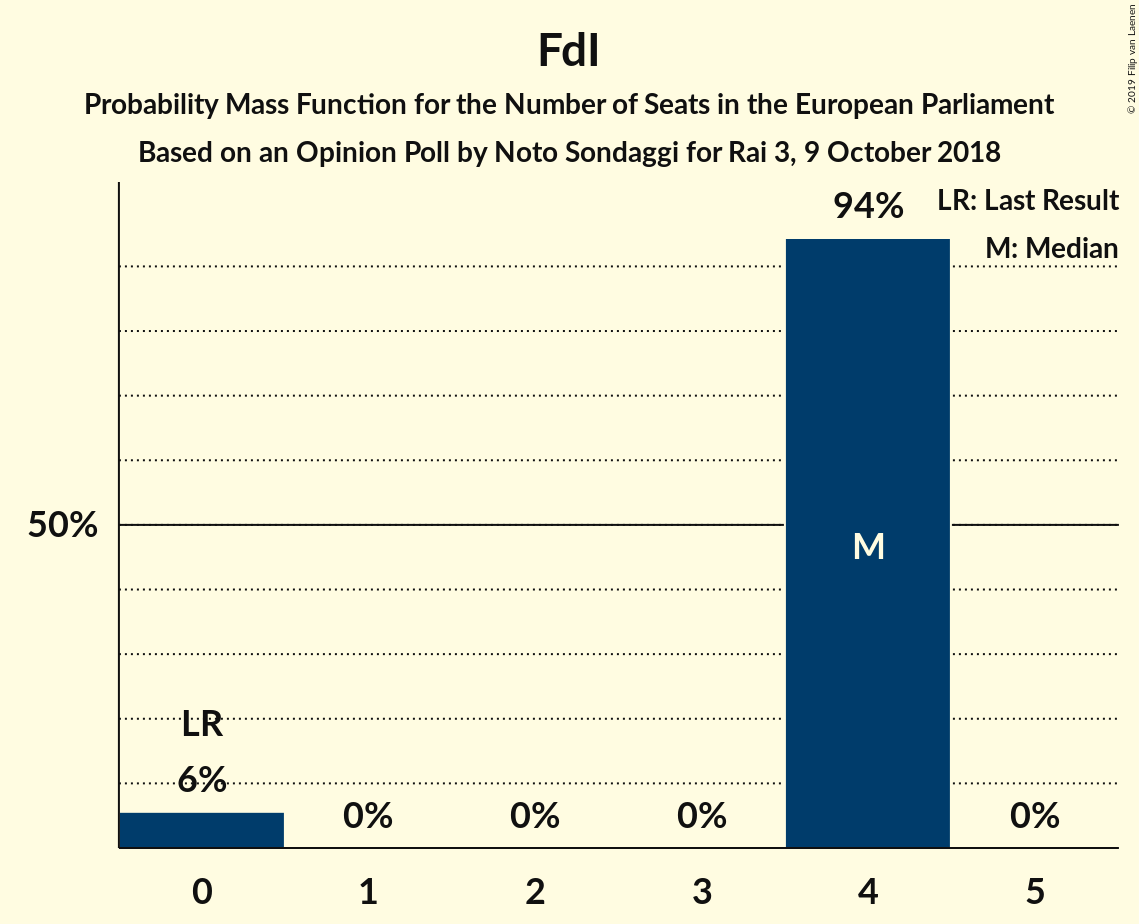 FdI
Probability Mass Function for the Number of Seats in the European Parliament
Based on an Opinion Poll by Noto Sondaggi for Rai 3, 9 October 2018
© 2019 Filip van Laenen
LR: Last Result
M: Median
94%
50%
M
LR
6%
0%
0%
0%
0%
0 1 2 3 4 5